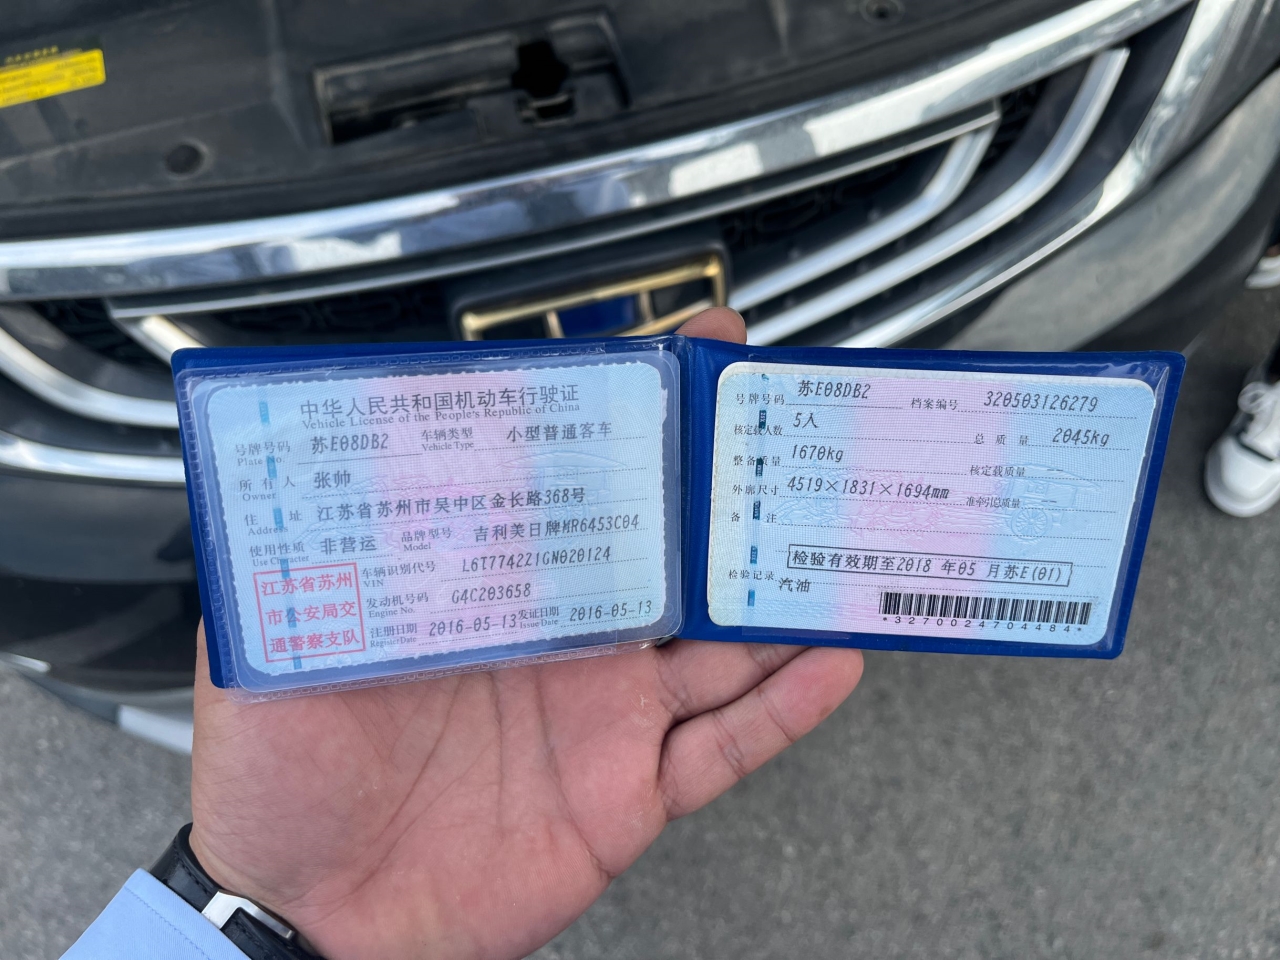 中华人民共和国机动车行驶证
Vehicle License of the People's Republic of China
号牌号码 苏E08DB2 车辆类型 小型普通客车
Plate No. Vehicle Type
所有人 张帅
Owner
住址 江苏省苏州市吴中区金长路368号
Address
使用性质 非营运 品牌型号 吉利美日牌MR6453C04
Use Character Model
江苏省苏州
市公安局交
通警察支队
车辆识别代号 L6T7742Z1GN020124
VIN
发动机号码 G4C203658
Engine No.
注册日期 2016-05-13 发证日期 2016-05-13
Register Date Issue Date
号牌号码 苏E08DB2 档案编号 320503126279
核定载人数 5人 总质量 2045kg
整备质量 1670kg 核定载质量
外廓尺寸 4519×1831×1694mm 准牵引总质量
备注
检验有效期至2018年05月苏E(01)
检验记录 汽油
*3270024704484*